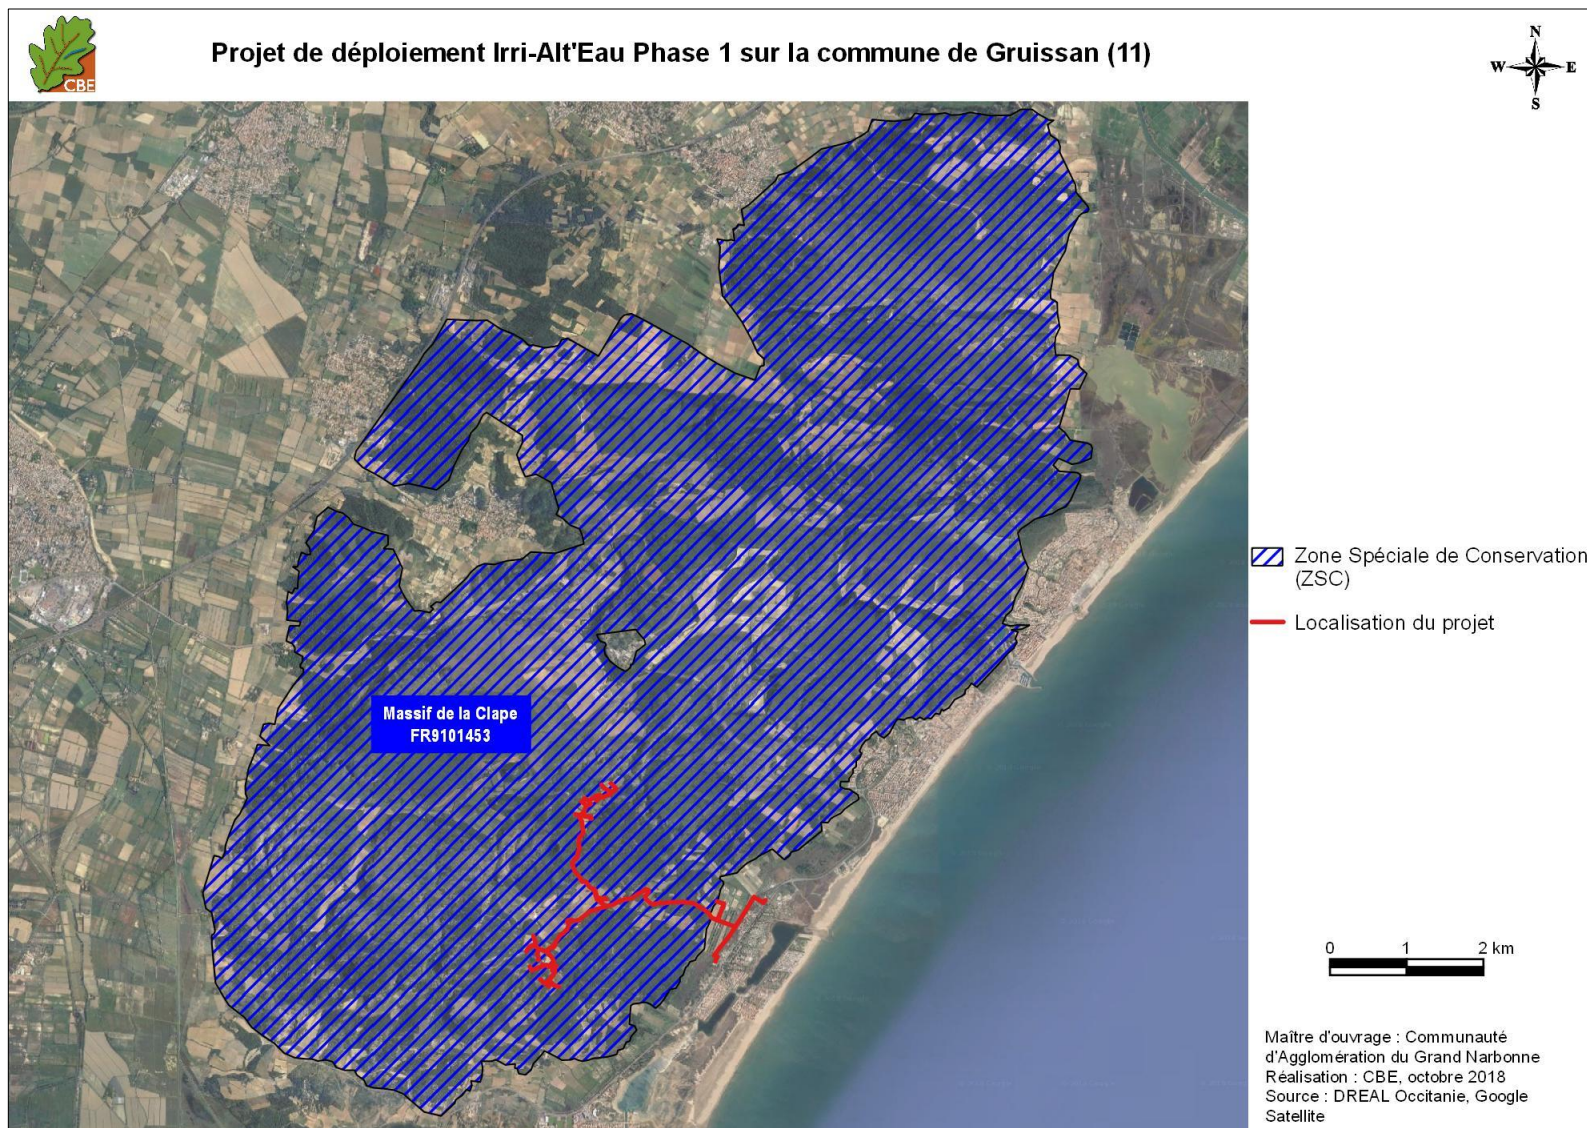 CBE
Projet de déploiement Irri-Alt'Eau Phase 1 sur la commune de Gruissan (11)
N
W E
S
Zone Spéciale de Conservation
(ZSC)
Localisation du projet
Massif de la Clape
FR9101453
0 1 2 km
Maître d'ouvrage : Communauté
d'Agglomération du Grand Narbonne
Réalisation : CBE, octobre 2018
Source : DREAL Occitanie, Google
Satellite